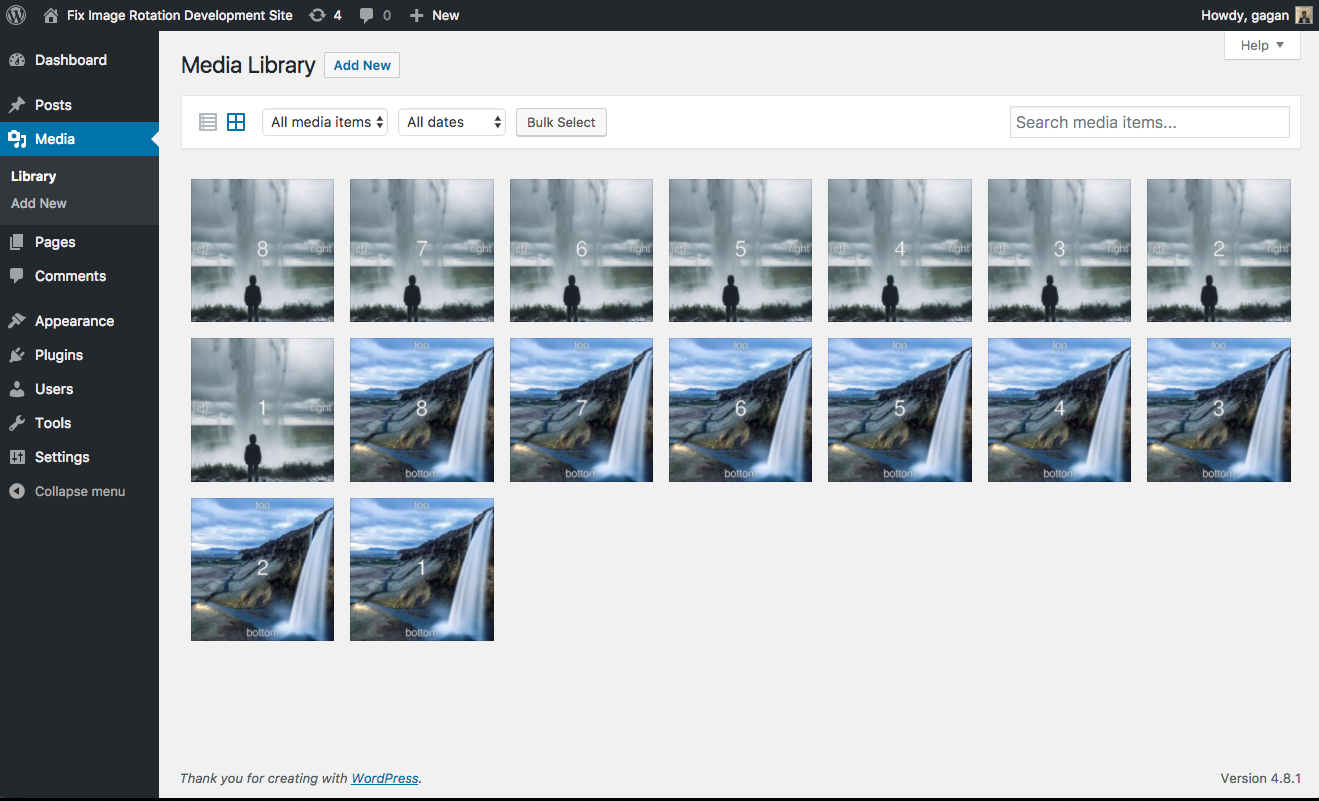 Fix Image Rotation Development Site 4 0 New Howdy, gagan
Help
Dashboard
Posts
Media
Library
Add New
Pages
Comments
Appearance
Plugins
Users
Tools
Settings
Collapse menu
Media Library Add New
All media items All dates Bulk Select Search media items...
left 8 right left 7 right left 6 right left 5 right left 4 right left 3 right left 2 right
left 1 right
top top top top top top
8 7 6 5 4 3
bottom bottom bottom bottom bottom bottom
top top
2 1
bottom bottom
Thank you for creating with WordPress. Version 4.8.1